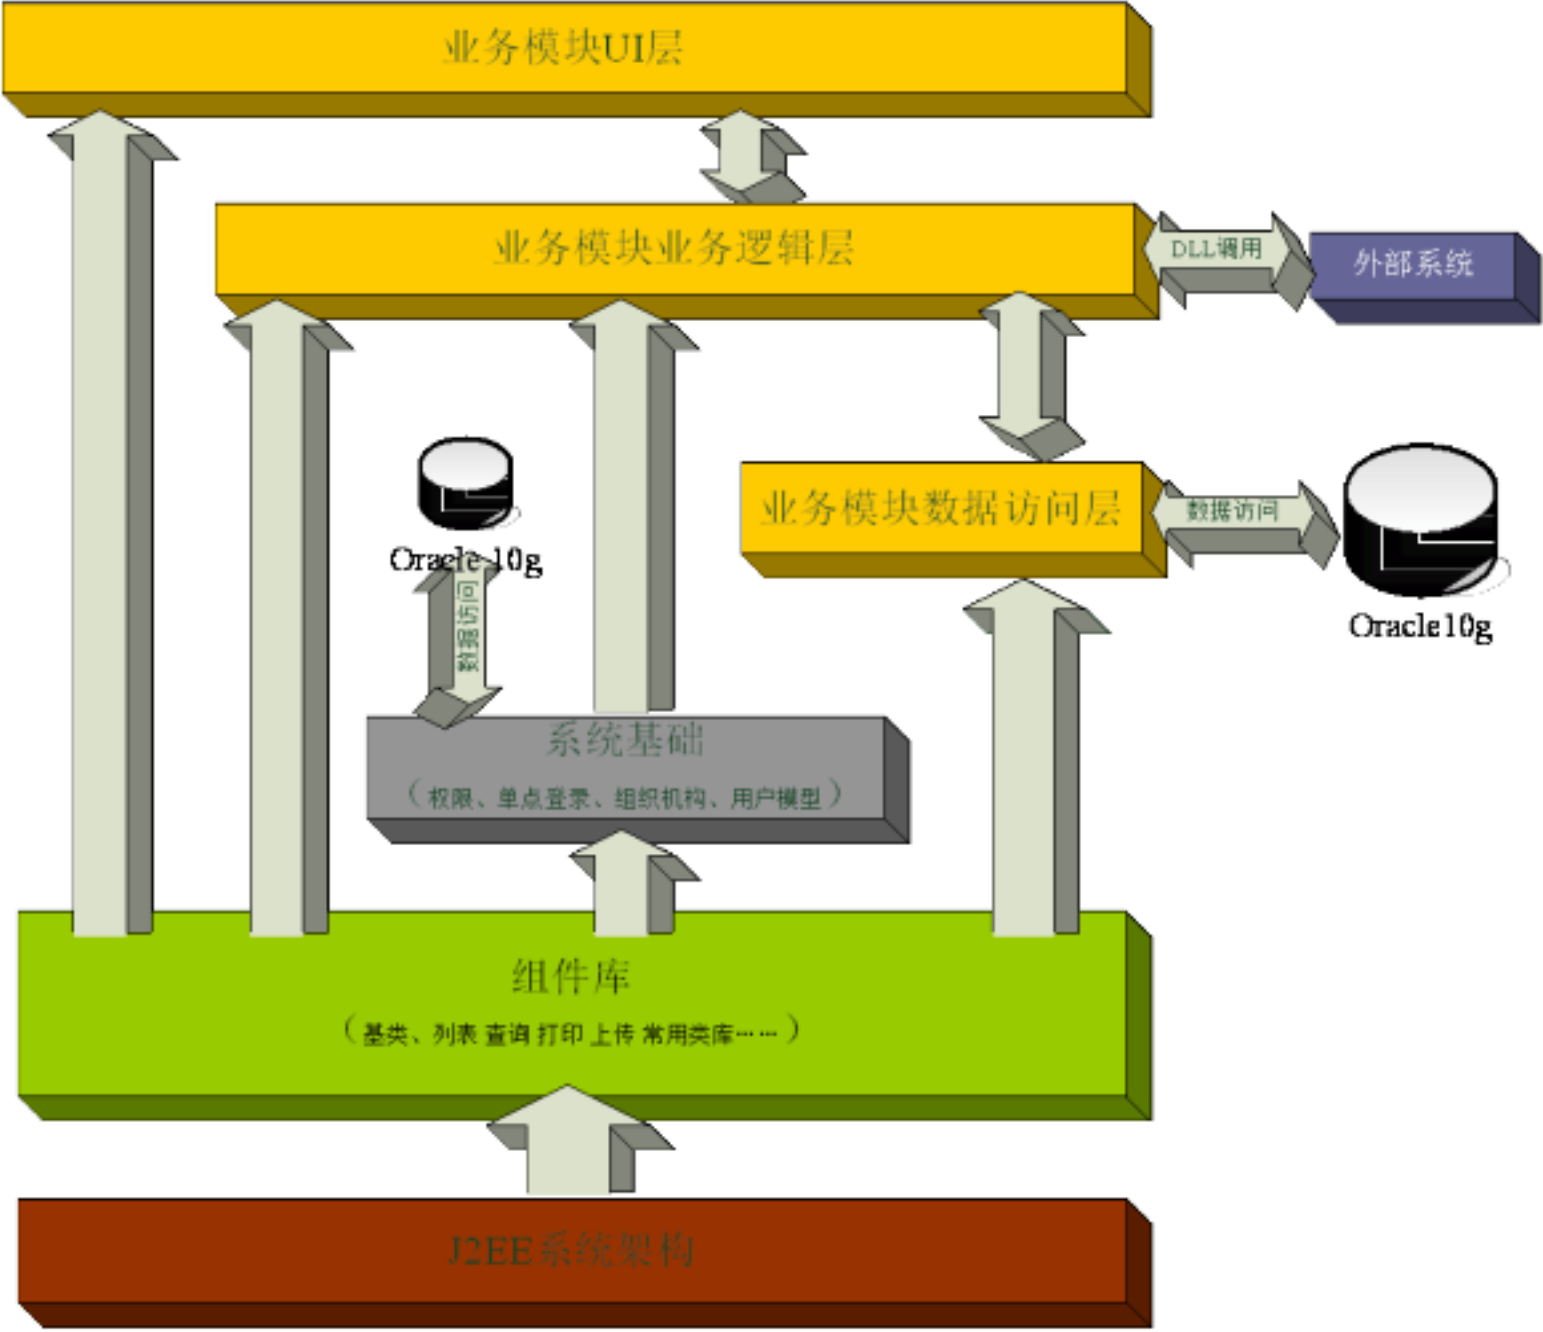 业务模块UI层
业务模块业务逻辑层
DLL调用
外部系统
业务模块数据访问层
数据访问
Oracle 10g
Oracle10g
数据访问
系统基础
（权限、单点登录、组织机构、用户模型）
组件库
（基类、列表 查询 打印 上传 常用类库……）
J2EE系统架构